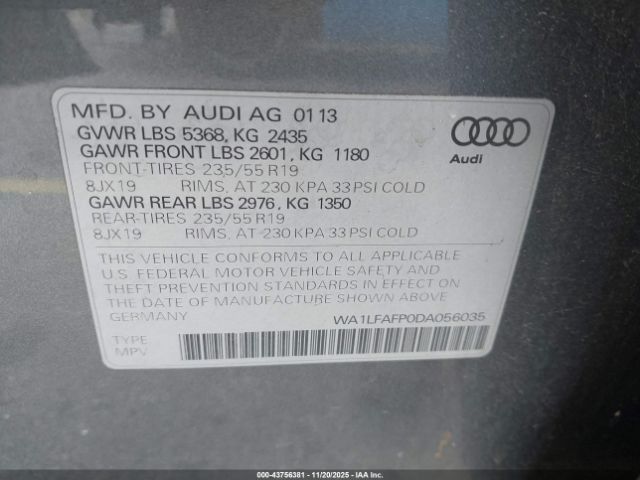 MFD. BY AUDI AG 01 13
GVWR LBS 5368, KG 2435
GAWR FRONT LBS 2601, KG 1180
FRONT-TIRES 235/55 R19
8JX19 RIMS, AT 230 KPA 33 PSI COLD
GAWR REAR LBS 2976, KG 1350
REAR-TIRES 235/55 R19
8JX19 RIMS, AT 230 KPA 33 PSI COLD
Audi
THIS VEHICLE CONFORMS TO ALL APPLICABLE
U.S. FEDERAL MOTOR VEHICLE SAFETY AND
THEFT PREVENTION STANDARDS IN EFFECT ON
THE DATE OF MANUFACTURE SHOWN ABOVE
GERMANY WA1LFAFP0DA056035
TYPE
MPV
000-43756381 - 11/20/2025 - IAAI.COM